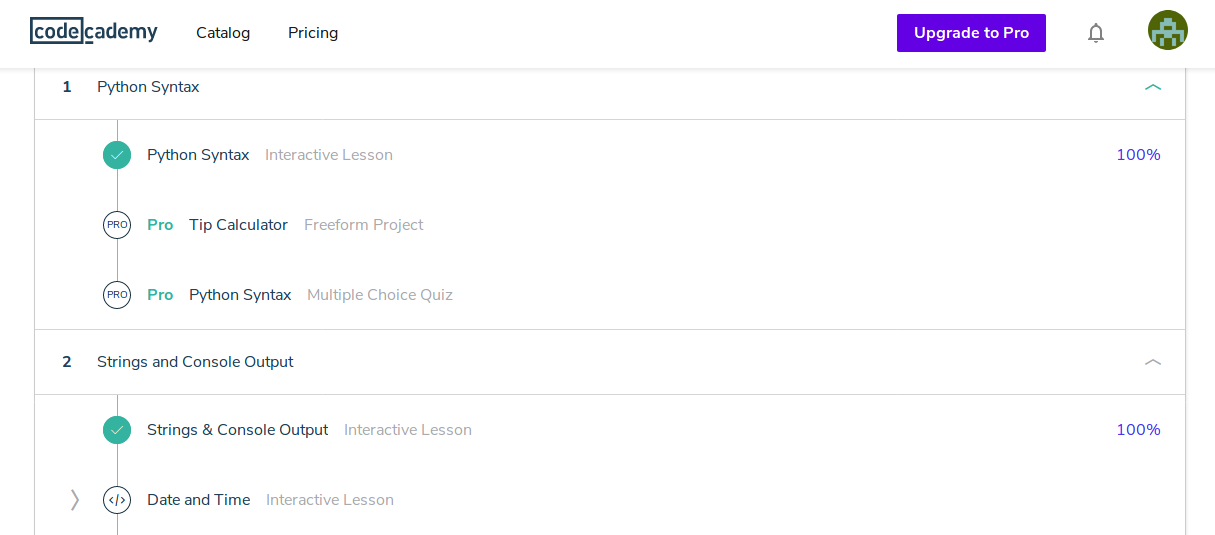 codecademy Catalog Pricing Upgrade to Pro
1 Python Syntax
Python Syntax Interactive Lesson 100%
PRO Pro Tip Calculator Freeform Project
PRO Pro Python Syntax Multiple Choice Quiz
2 Strings and Console Output
Strings & Console Output Interactive Lesson 100%
</> Date and Time Interactive Lesson